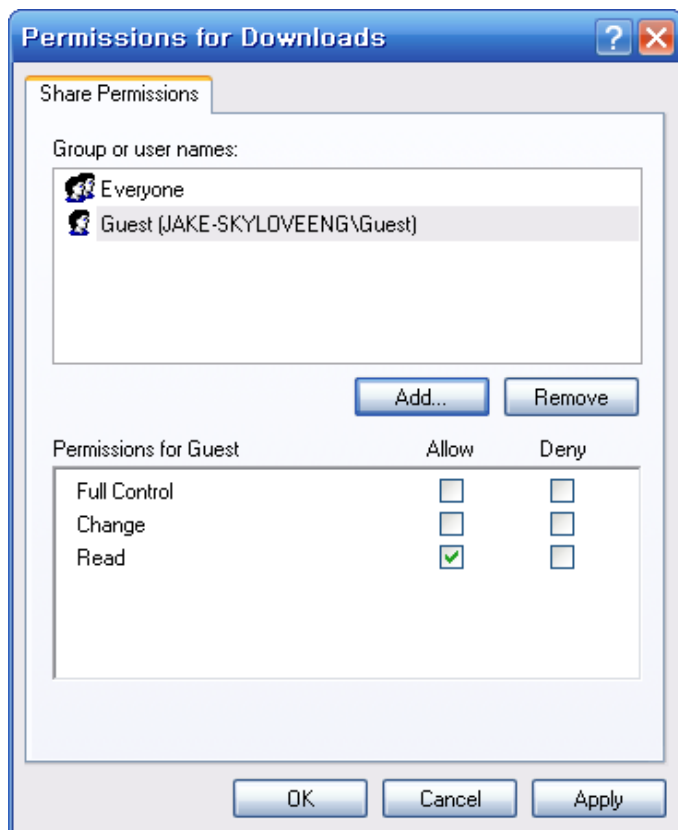 Permissions for Downloads
Share Permissions
Group or user names:
Everyone
Guest (JAKE-SKYLOVEENG\Guest)
Add...
Remove
Permissions for Guest Allow Deny
Full Control
Change
Read
OK Cancel Apply